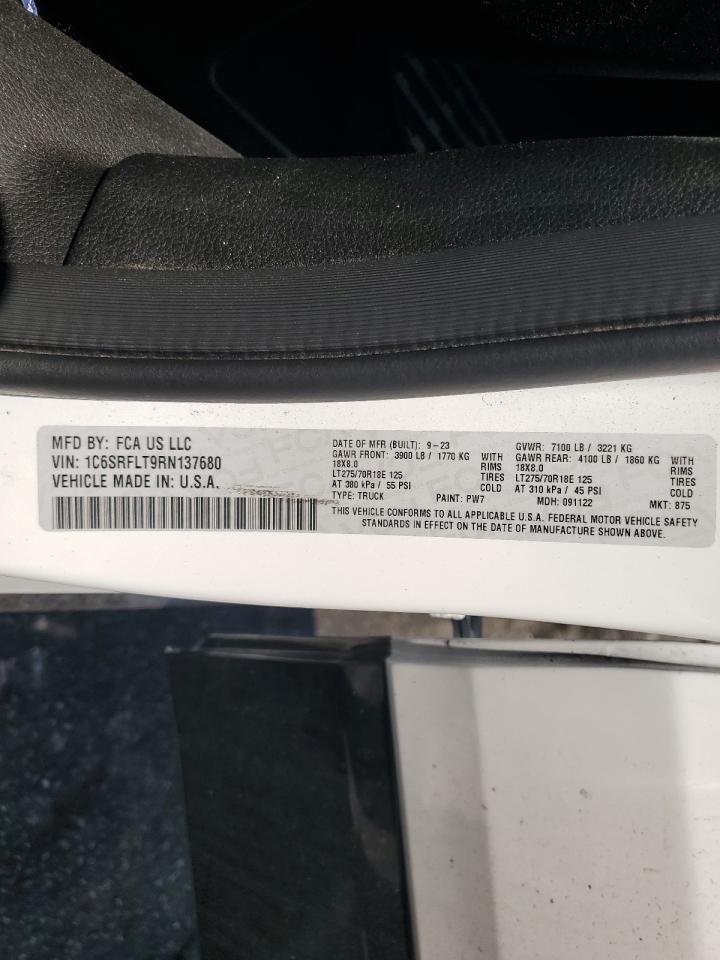 MFD BY: FCA US LLC
VIN: 1C6SRFLT9RN137680
VEHICLE MADE IN: U.S.A.
DATE OF MFR (BUILT): 9-23
GAWR FRONT: 3900 LB / 1770 KG WITH
18X8.0 RIMS
LT275/70R18E 125 TIRES
AT 380 kPa / 55 PSI COLD
TYPE: TRUCK PAINT: PW7
GVWR: 7100 LB / 3221 KG
GAWR REAR: 4100 LB / 1860 KG WITH
18X8.0 RIMS
LT275/70R18E 125 TIRES
AT 310 kPa / 45 PSI COLD
MDH: 091122 MKT: 875
THIS VEHICLE CONFORMS TO ALL APPLICABLE U.S.A. FEDERAL MOTOR VEHICLE SAFETY
STANDARDS IN EFFECT ON THE DATE OF MANUFACTURE SHOWN ABOVE.